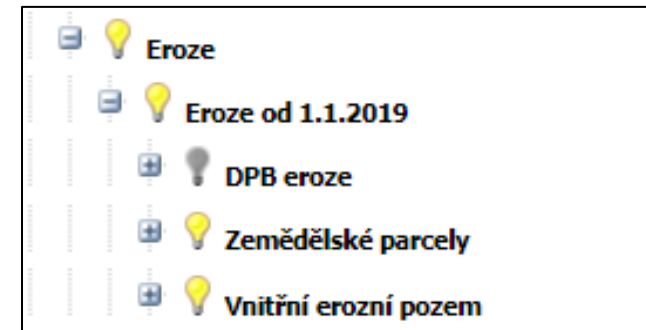 Eroze
Eroze od 1.1.2019
DPB eroze
Zemědělské parcely
Vnitřní erozní pozem